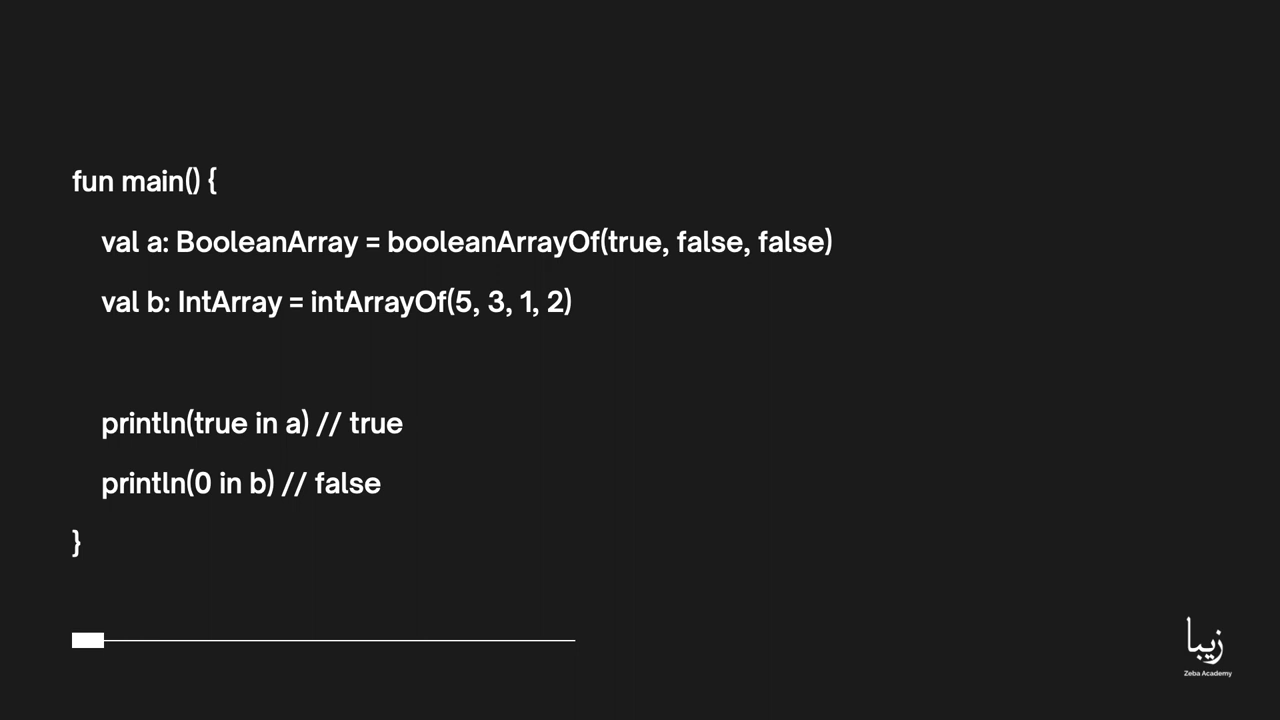 fun main() {
val a: BooleanArray = booleanArrayOf(true, false, false)
val b: IntArray = intArrayOf(5, 3, 1, 2)
println(true in a) // true
println(0 in b) // false
}
زیبا
Zeba Academy